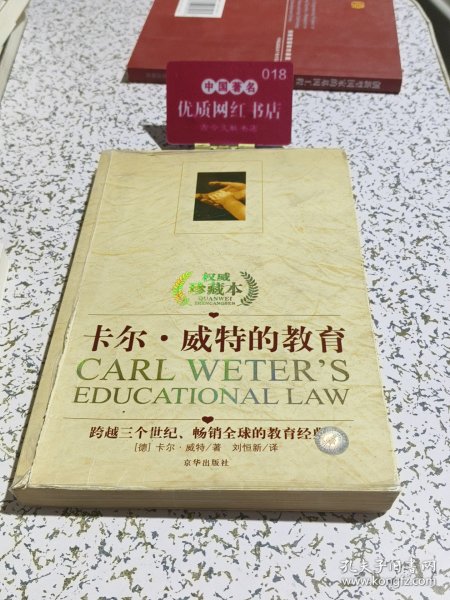 018
中国著名
优质网红书店
权威
珍藏本
QUANWEI
ZHENCANGBEN
卡尔·威特的教育
CARL WETER'S
EDUCATIONAL LAW
跨越三个世纪、畅销全球的教育经典
[德] 卡尔·威特/著 刘恒新/译
京华出版社
孔夫子旧书网